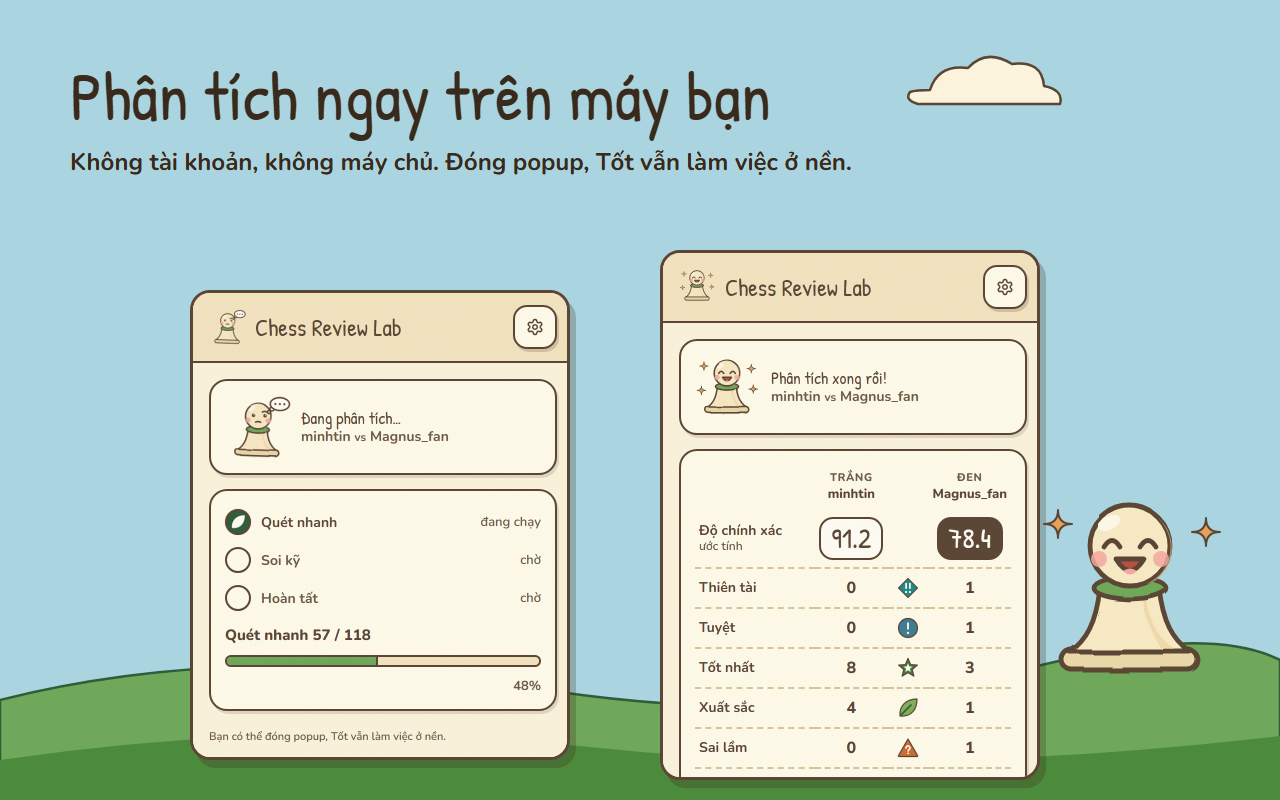 Phân tích ngay trên máy bạn
Không tài khoản, không máy chủ. Đóng popup, Tốt vẫn làm việc ở nền.
Chess Review Lab
Đang phân tích...
minhtin vs Magnus_fan
Quét nhanh đang chạy
Soi kỹ chờ
Hoàn tất chờ
Quét nhanh 57 / 118
48%
Bạn có thể đóng popup, Tốt vẫn làm việc ở nền.
Chess Review Lab
Phân tích xong rồi!
minhtin vs Magnus_fan
TRẮNG ĐEN
minhtin Magnus_fan
Độ chính xác 91.2 78.4
ước tính
Thiên tài 0 !! 1
Tuyệt 0 ! 1
Tốt nhất 8 3
Xuất sắc 4 1
Sai lầm 0 ? 1